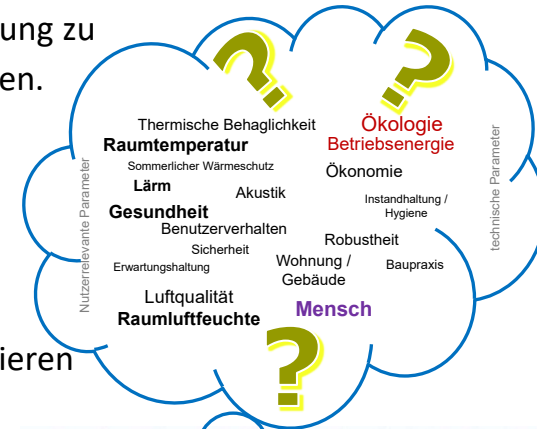 ung zu
en.
?
?
Thermische Behaglichkeit
Ökologie
Raumtemperatur
Betriebsenergie
Sommerlicher Wärmeschutz
Ökonomie
Lärm
Akustik
Instandhaltung /
Hygiene
Gesundheit
Benutzerverhalten
Robustheit
Sicherheit
Wohnung /
Gebäude
Baupraxis
Erwartungshaltung
Luftqualität
Mensch
Raumluftfeuchte
Nutzerrelevante Parameter
technische Parameter
?
ieren